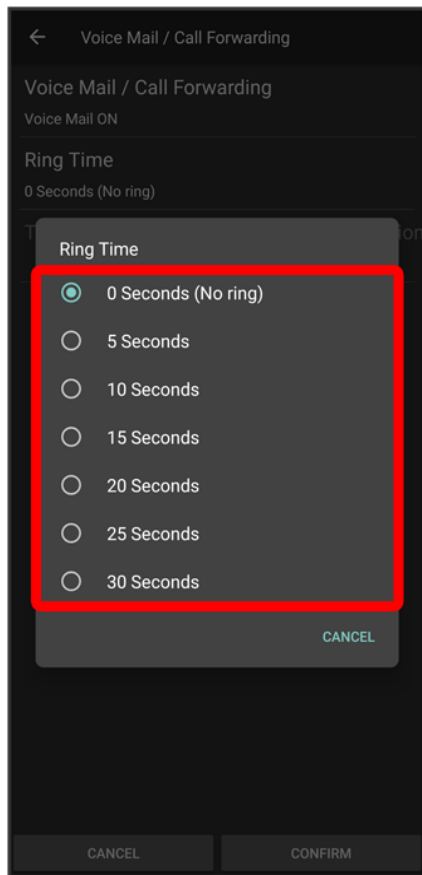 Voice Mail / Call Forwarding
Voice Mail / Call Forwarding
Voice Mail ON
Ring Time
0 Seconds (No ring)
Ring Time
0 Seconds (No ring)
5 Seconds
10 Seconds
15 Seconds
20 Seconds
25 Seconds
30 Seconds
CANCEL
CANCEL
CONFIRM